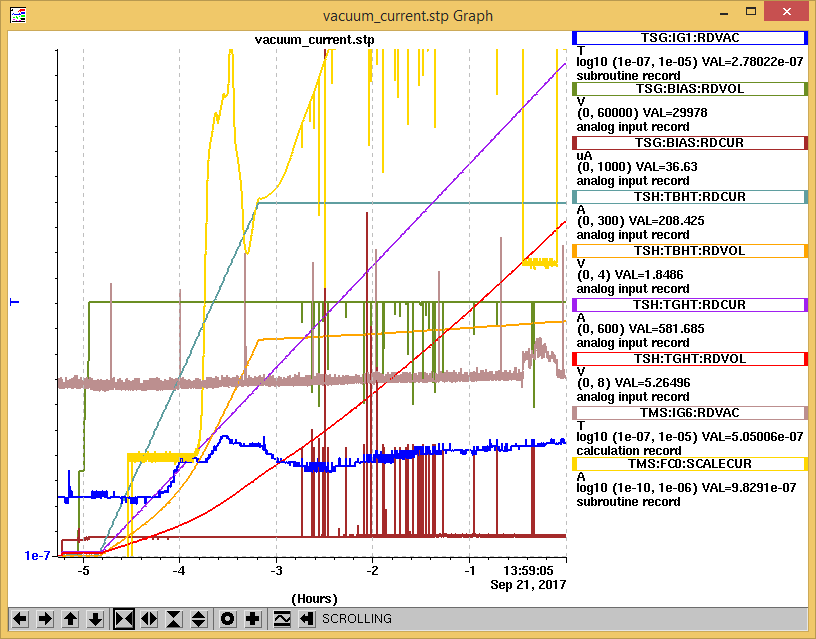 vacuum_current.stp Graph
vacuum_current.stp
T
1e-7
-5
-4
-3
-2
-1
13:59:05
Sep 21, 2017
(Hours)
TSG:IG1:RDVAC
T
log10 (1e-07, 1e-05) VAL=2.78022e-07
subroutine record
TSG:BIAS:RDVOL
V
(0, 60000) VAL=29978
analog input record
TSG:BIAS:RDCUR
uA
(0, 1000) VAL=36.63
analog input record
TSH:TBHT:RDCUR
A
(0, 300) VAL=208.425
analog input record
TSH:TBHT:RDVOL
V
(0, 4) VAL=1.8486
analog input record
TSH:TGHT:RDCUR
A
(0, 600) VAL=581.685
analog input record
TSH:TGHT:RDVOL
V
(0, 8) VAL=5.26496
analog input record
TMS:IG6:RDVAC
T
log10 (1e-07, 1e-05) VAL=5.05006e-07
calculation record
TMS:FC0:SCALECUR
A
log10 (1e-10, 1e-06) VAL=9.8291e-07
subroutine record
SCROLLING